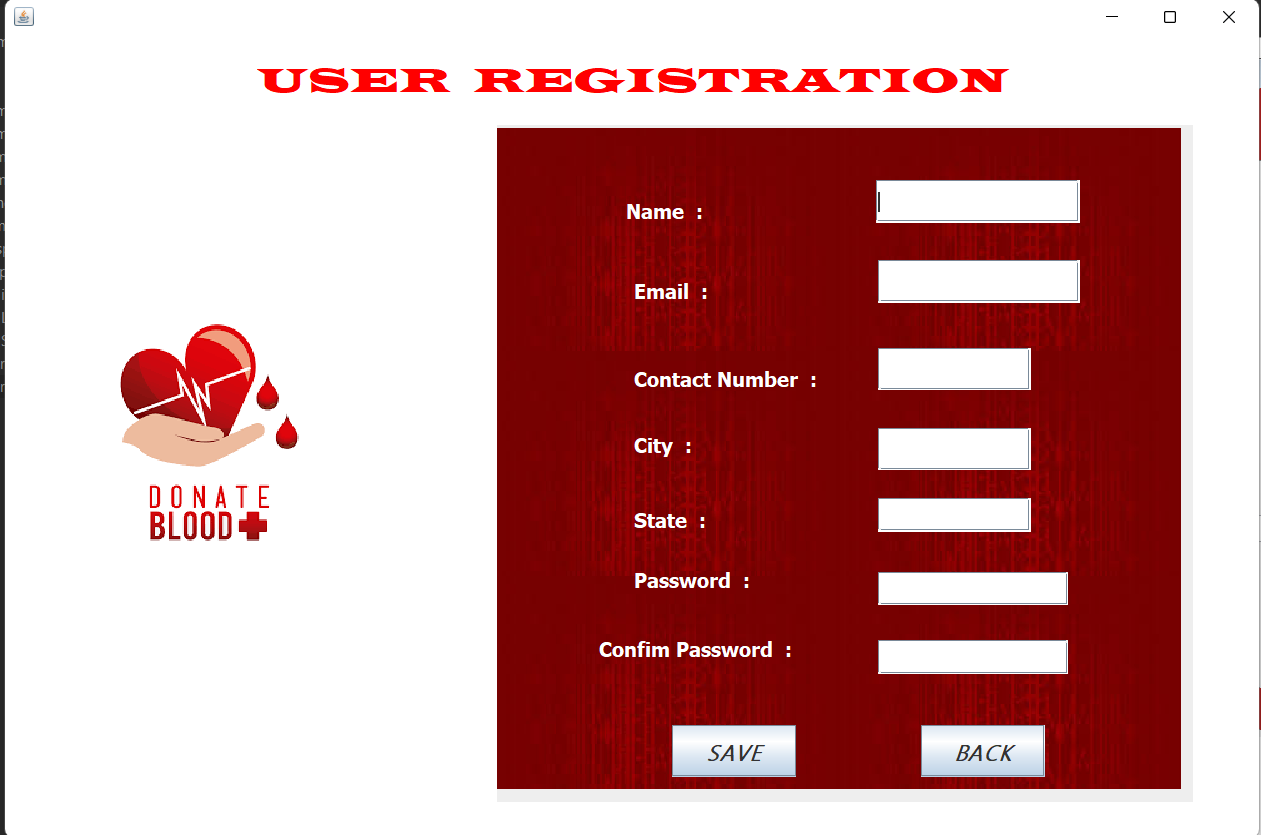 USER REGISTRATION
Name :
Email :
Contact Number :
City :
State :
Password :
Confim Password :
SAVE
BACK
DONATE
BLOOD